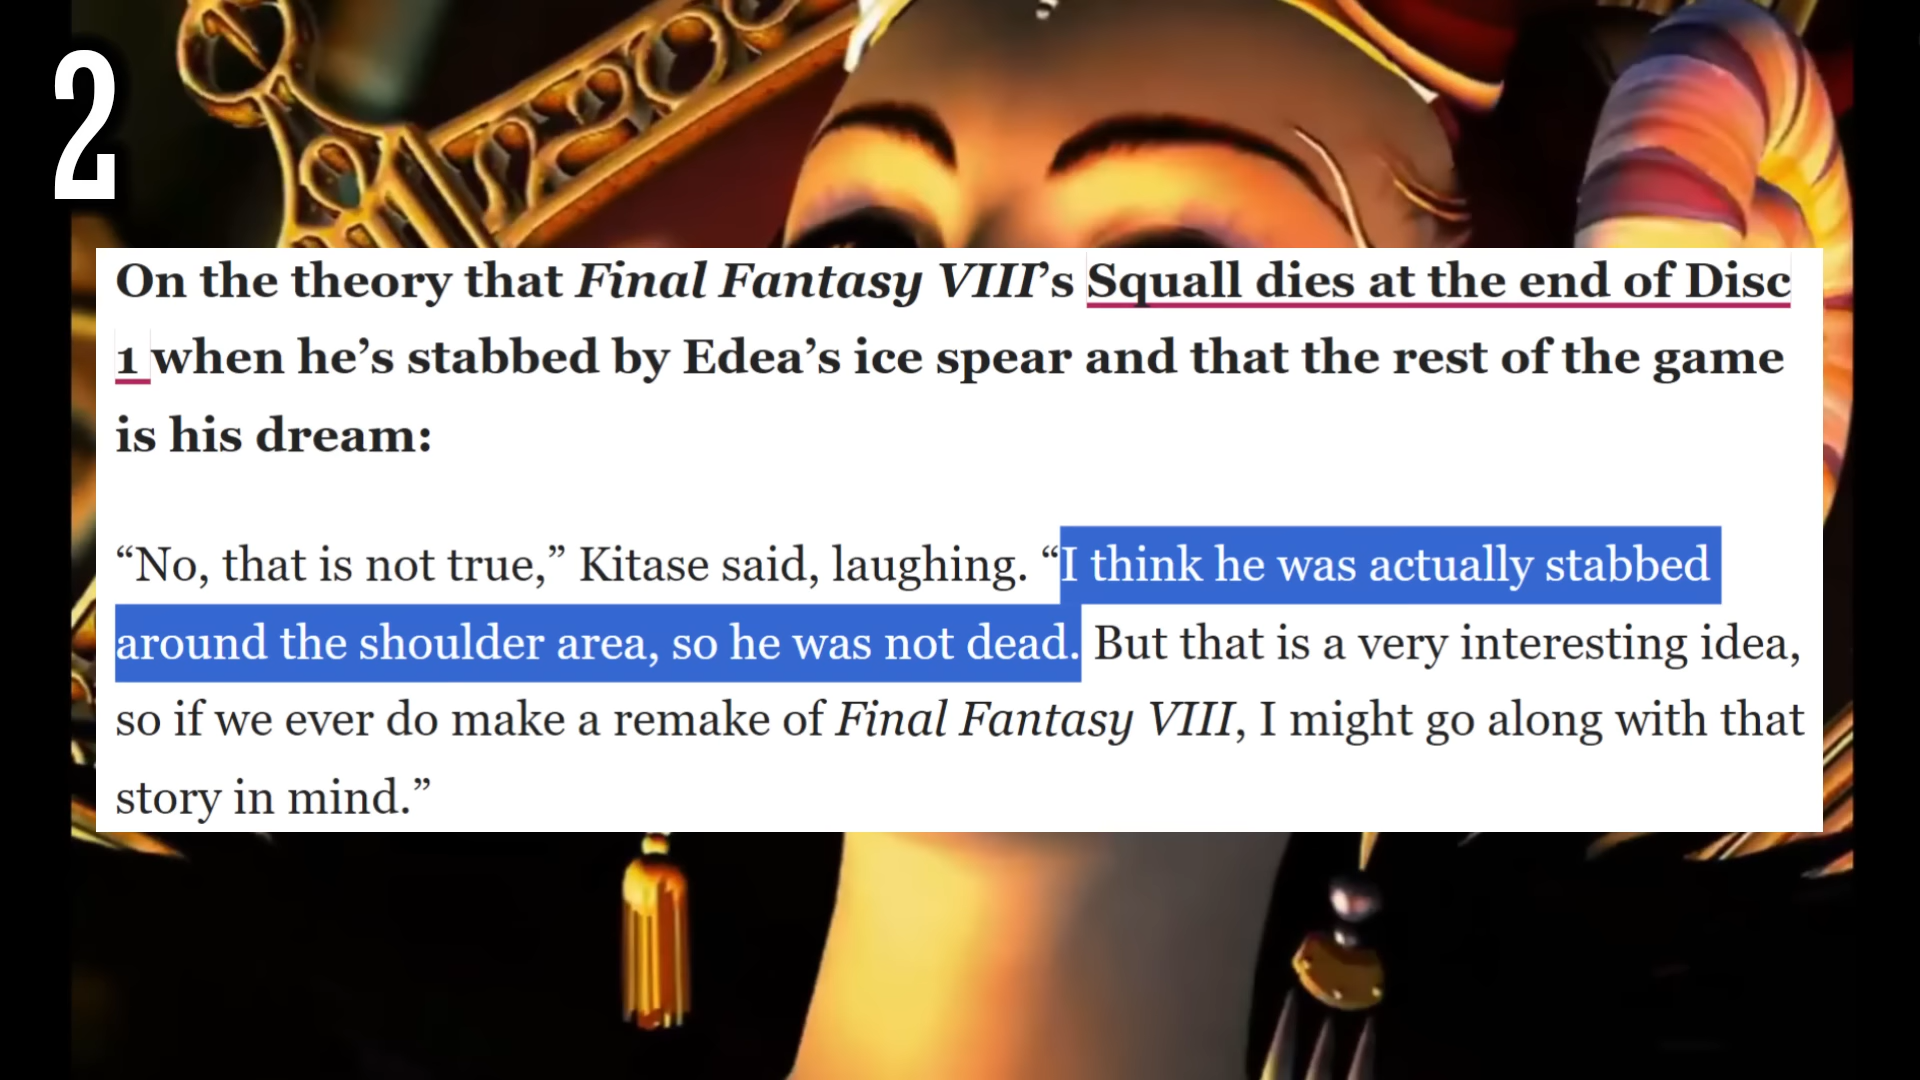 2
On the theory that Final Fantasy VIII’s Squall dies at the end of Disc
1 when he’s stabbed by Edea’s ice spear and that the rest of the game
is his dream:
“No, that is not true,” Kitase said, laughing. “I think he was actually stabbed
around the shoulder area, so he was not dead. But that is a very interesting idea,
so if we ever do make a remake of Final Fantasy VIII, I might go along with that
story in mind.”